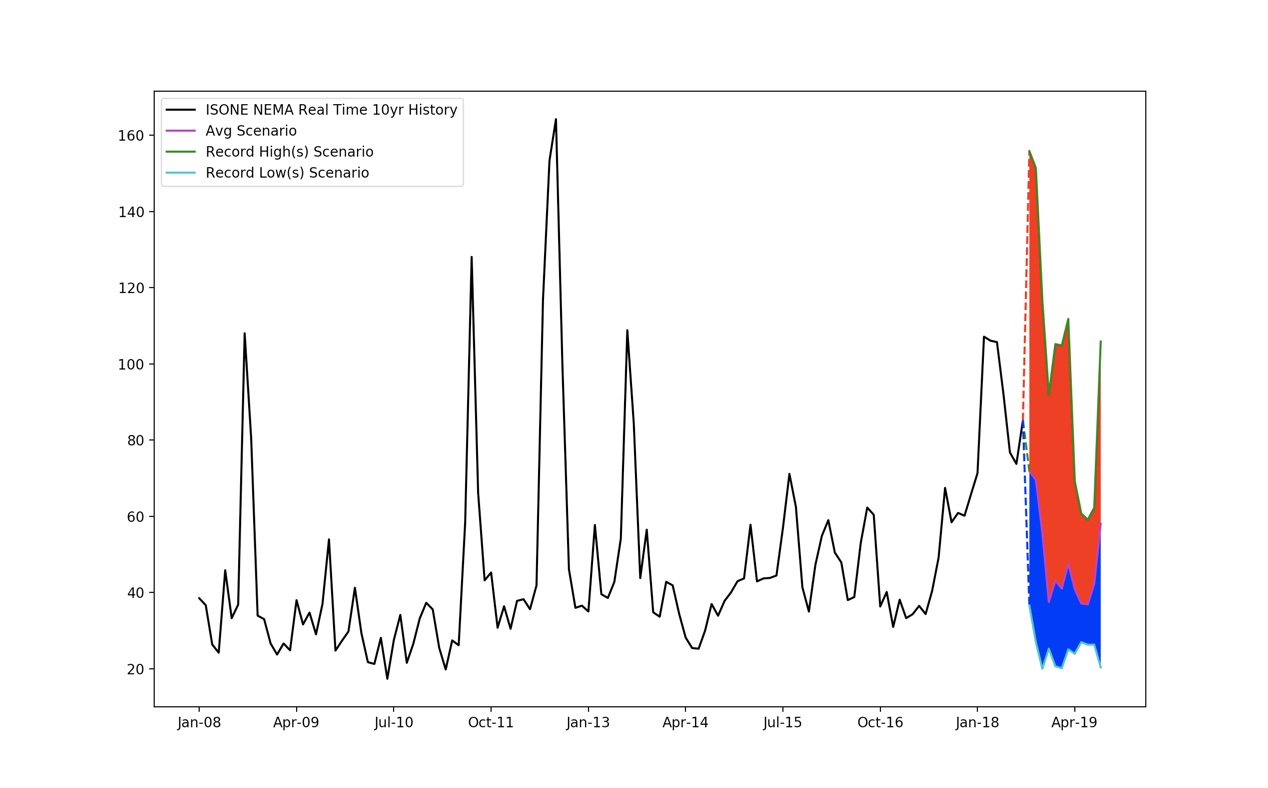 ISONE NEMA Real Time 10yr History
Avg Scenario
Record High(s) Scenario
Record Low(s) Scenario
160
140
120
100
80
60
40
20
Jan-08 Apr-09 Jul-10 Oct-11 Jan-13 Apr-14 Jul-15 Oct-16 Jan-18 Apr-19